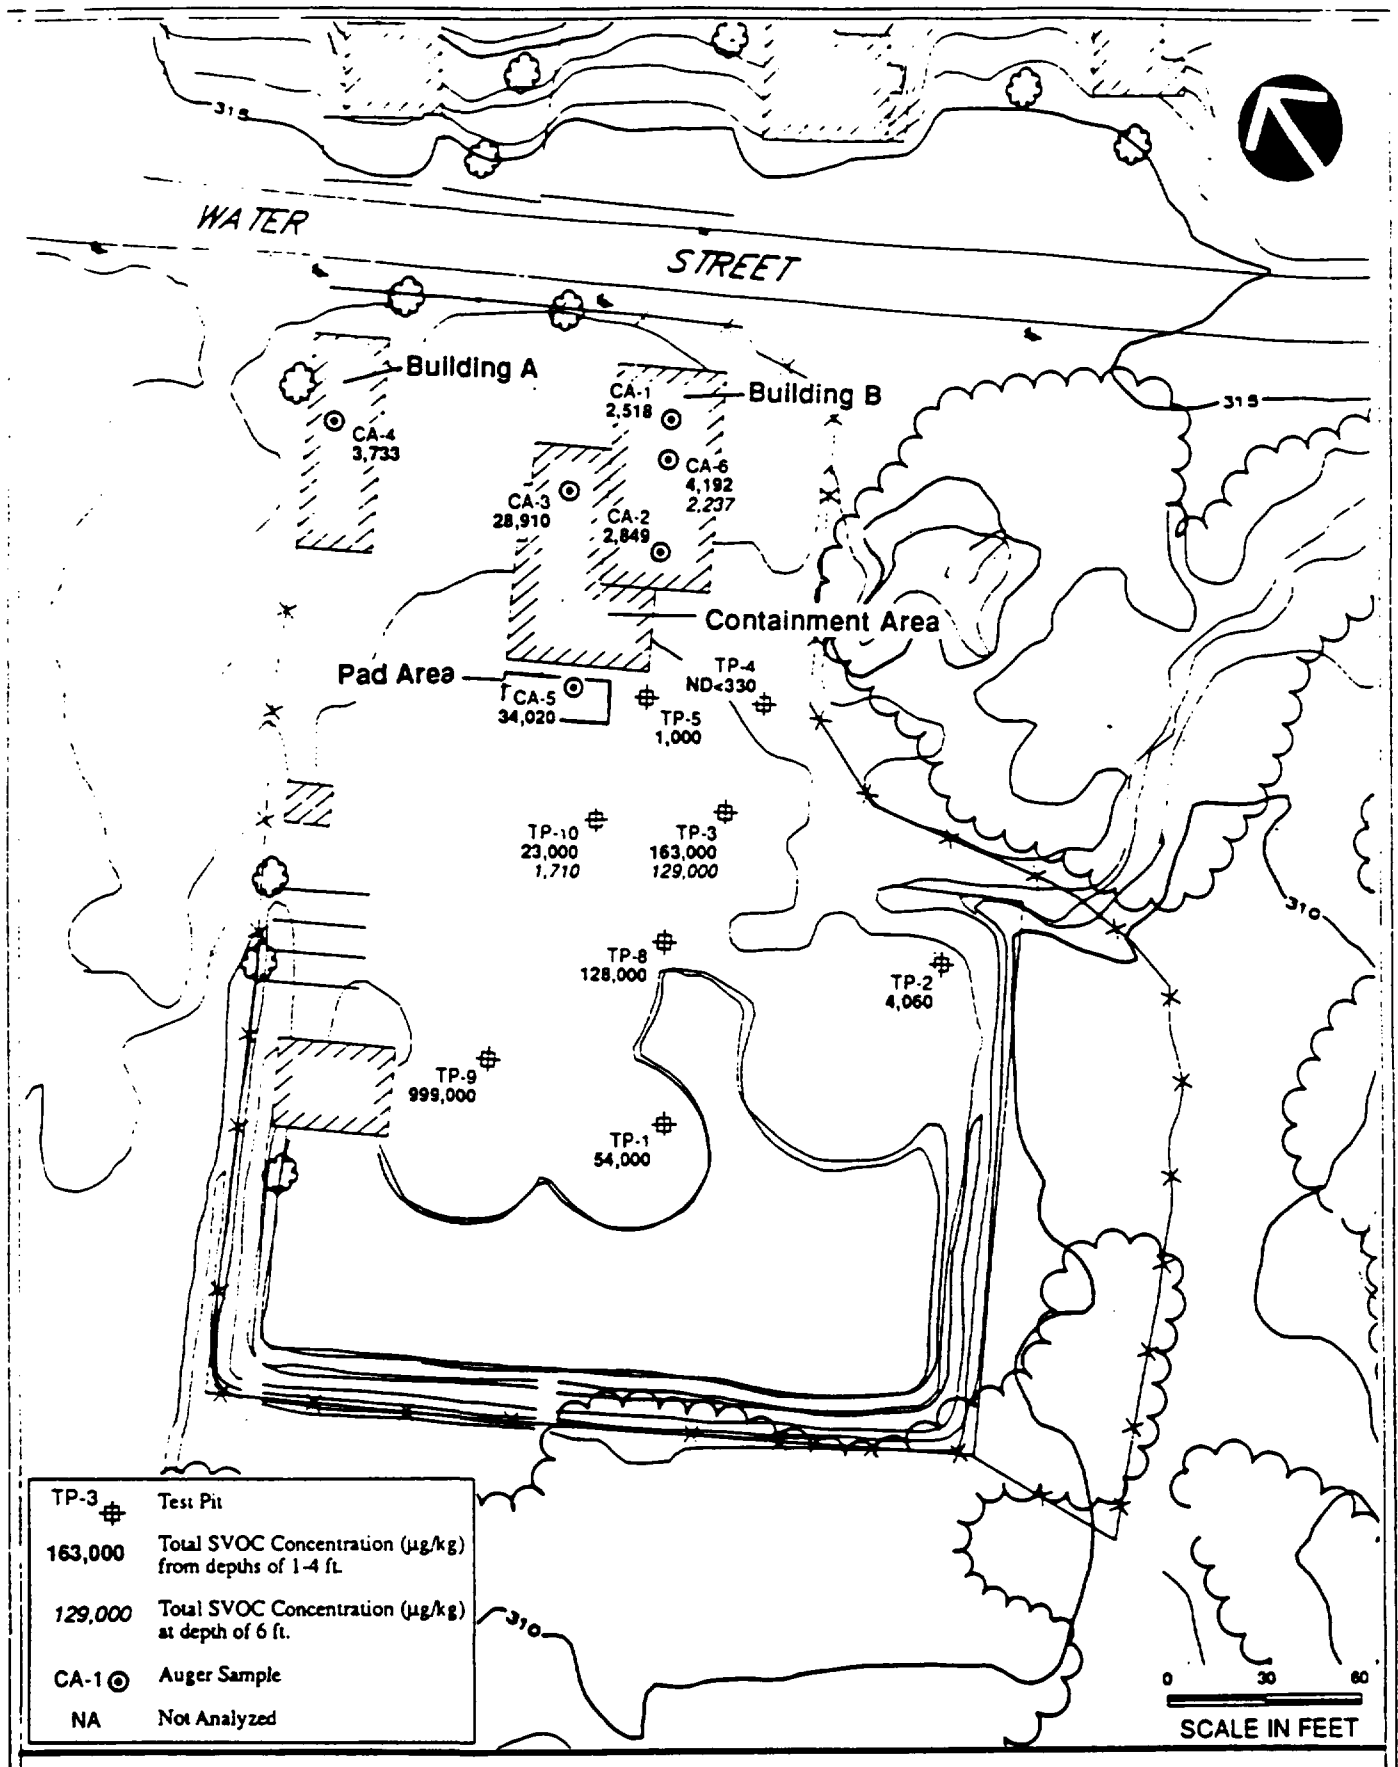 315
WATER
STREET
Building A
CA-1
2,518
Building B
315
CA-4
3,733
CA-6
4,192
2,237
CA-3
28,910
CA-2
2,849
Containment Area
Pad Area
TP-4
ND<330
CA-5
34,020
TP-5
1,000
TP-10
23,000
1,710
TP-3
163,000
129,000
310
TP-8
128,000
TP-2
4,060
TP-9
999,000
TP-1
54,000
TP-3 Test Pit
163,000 Total SVOC Concentration (µg/kg)
from depths of 1-4 ft.
129,000 Total SVOC Concentration (µg/kg)
at depth of 6 ft.
CA-1 Auger Sample
NA Not Analyzed
310
0 30 60
SCALE IN FEET